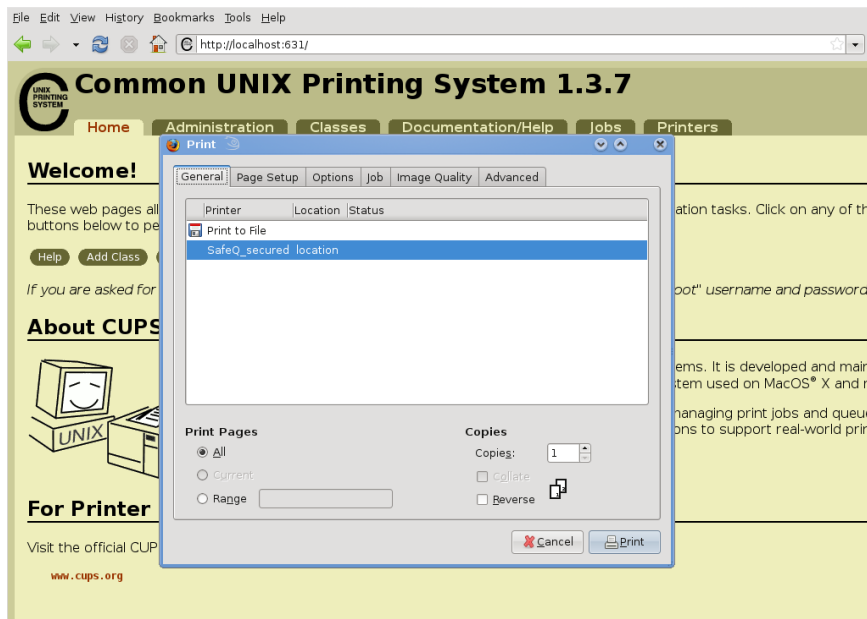 File Edit View History Bookmarks Tools Help
http://localhost:631/
UNIX
PRINTING
SYSTEM
Common UNIX Printing System 1.3.7
Home Administration Classes Documentation/Help Jobs Printers
Print
Welcome!
General Page Setup Options Job Image Quality Advanced
These web pages all
ation tasks. Click on any of th
buttons below to pe
Printer Location Status
Print to File
SafeQ_secured location
Help Add Class
If you are asked for
oot" username and password
About CUPS
ems. It is developed and main
stem used on MacOS® X and
managing print jobs and queu
ons to support real-world prin
UNIX
Print Pages
All
Current
Range
Copies
Copies: 1
Collate
Reverse
For Printer
Cancel Print
Visit the official CUP
www.cups.org